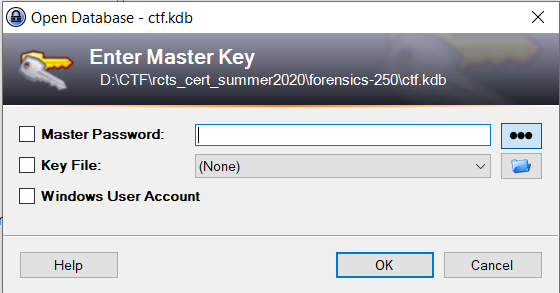 Open Database - ctf.kdb
Enter Master Key
D:\CTF\rcts_cert_summer2020\forensics-250\ctf.kdb
Master Password:
Key File: (None)
Windows User Account
Help OK Cancel